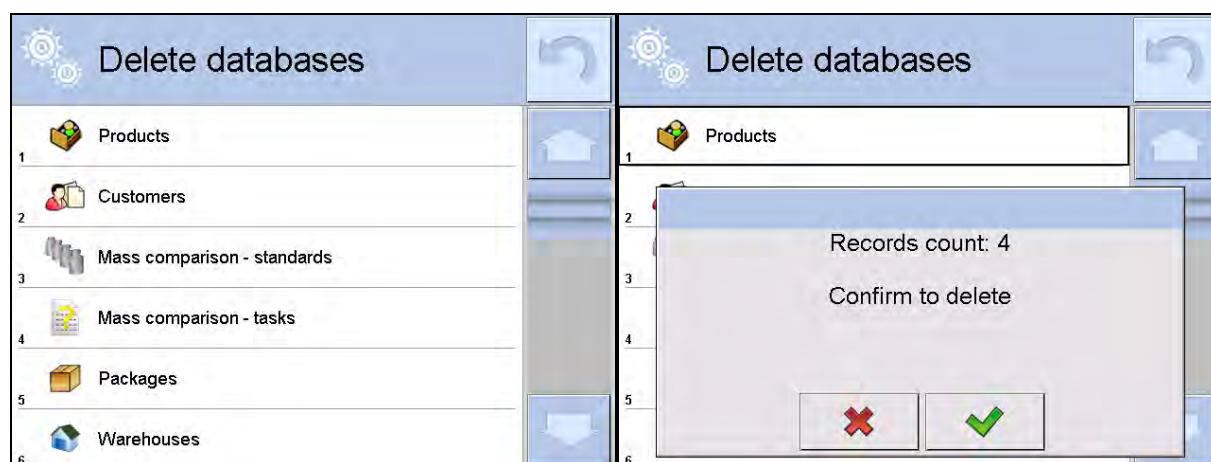 Delete databases
Products
1
Customers
2
Mass comparison - standards
3
Mass comparison - tasks
4
Packages
5
Warehouses
6
Delete databases
Products
1
2
3
4
5
6
Records count: 4
Confirm to delete